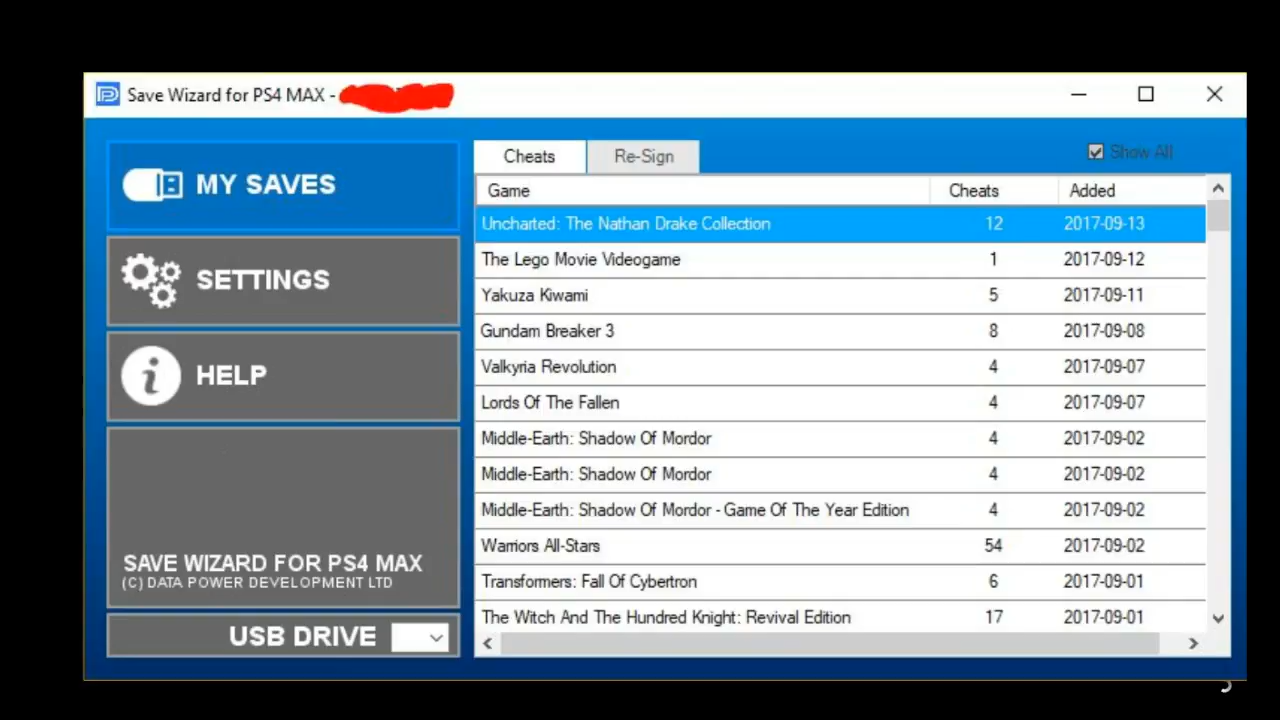 Save Wizard for PS4 MAX -
MY SAVES
SETTINGS
HELP
SAVE WIZARD FOR PS4 MAX
(C) DATA POWER DEVELOPMENT LTD
USB DRIVE
Cheats Re-Sign Show All
Game Cheats Added
Uncharted: The Nathan Drake Collection 12 2017-09-13
The Lego Movie Videogame 1 2017-09-12
Yakuza Kiwami 5 2017-09-11
Gundam Breaker 3 8 2017-09-08
Valkyria Revolution 4 2017-09-07
Lords Of The Fallen 4 2017-09-07
Middle-Earth: Shadow Of Mordor 4 2017-09-02
Middle-Earth: Shadow Of Mordor 4 2017-09-02
Middle-Earth: Shadow Of Mordor - Game Of The Year Edition 4 2017-09-02
Warriors All-Stars 54 2017-09-02
Transformers: Fall Of Cybertron 6 2017-09-01
The Witch And The Hundred Knight: Revival Edition 17 2017-09-01